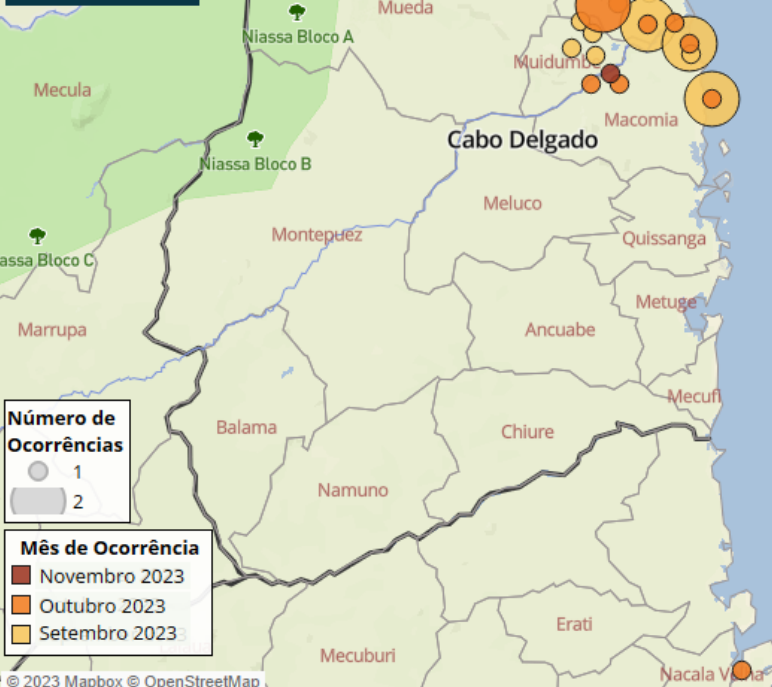 Mueda
Niassa Bloco A
Muidumbe
Mecula
Macomia
Cabo Delgado
Niassa Bloco B
Meluco
Montepuez
Quissanga
assa Bloco C
Metuge
Marrupa
Ancuabe
Mecufi
Número de
Ocorrências
1
2
Balama
Chiure
Namuno
Mês de Ocorrência
Novembro 2023
Outubro 2023
Setembro 2023
Erati
Mecuburi
Nacala Velha
© 2023 Mapbox © OpenStreetMap